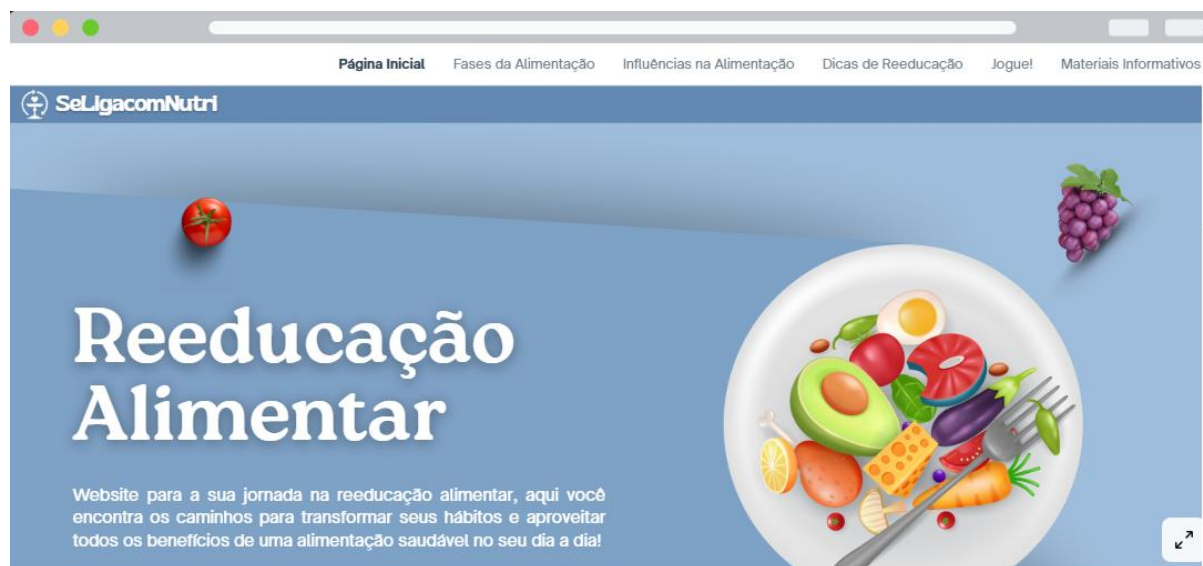 Página Inicial Fases da Alimentação Influências na Alimentação Dicas de Reeducação Jogue! Materiais Informativos
SeLigacomNutri
Reeducação
Alimentar
Website para a sua jornada na reeducação alimentar, aqui você
encontra os caminhos para transformar seus hábitos e aproveitar
todos os benefícios de uma alimentação saudável no seu dia a dia!